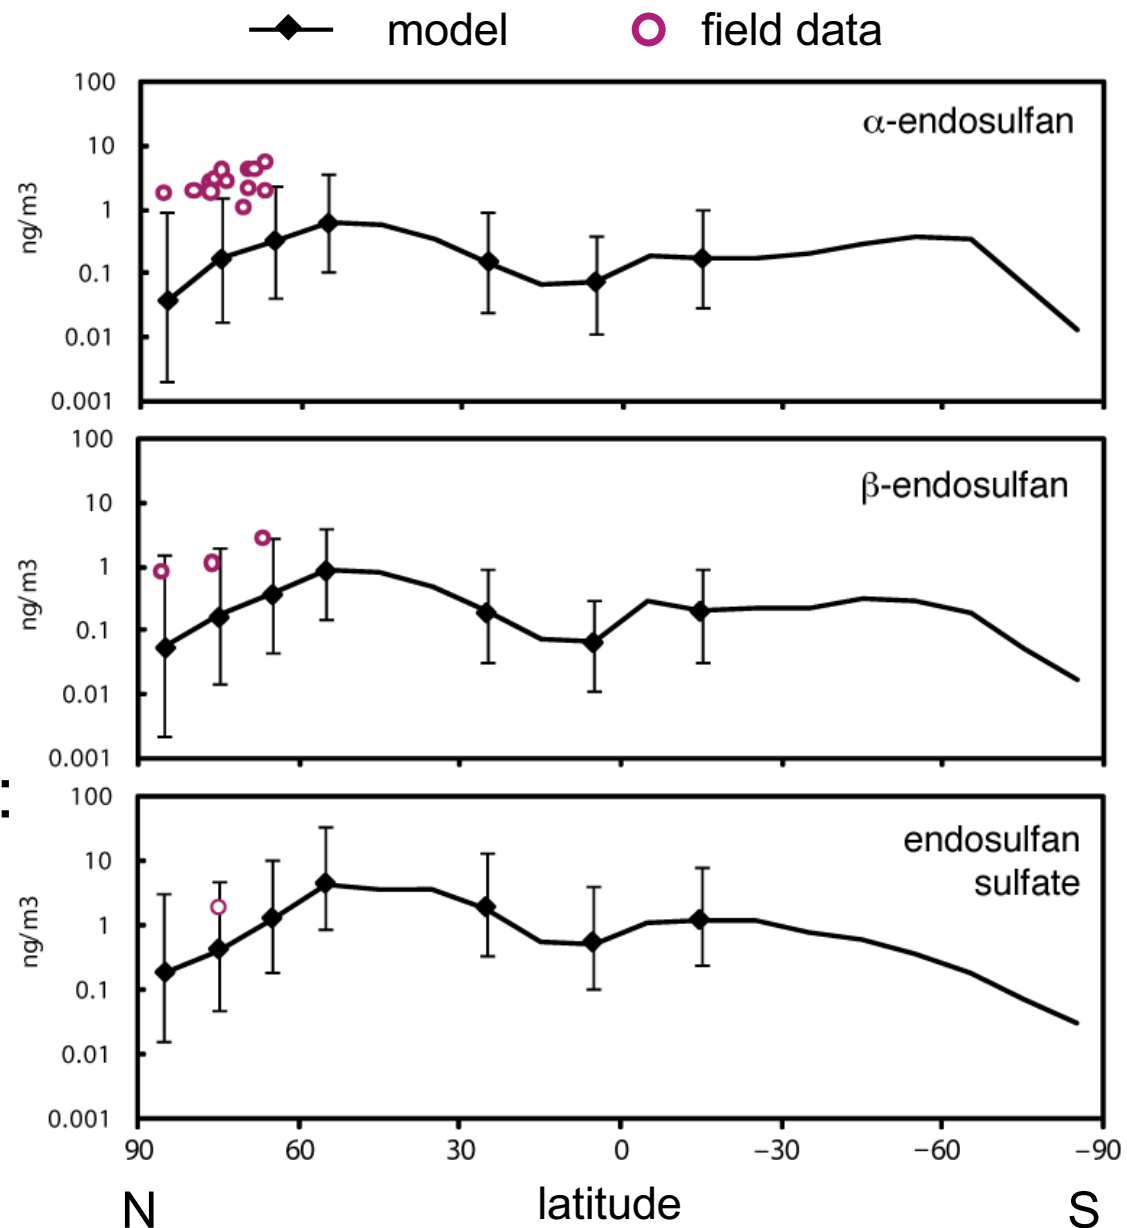 model field data
100
α-endosulfan
10
1
0.1
0.01
0.001
ng/m3
100
β-endosulfan
10
1
0.1
0.01
0.001
ng/m3
:
100
endosulfan
sulfate
10
1
0.1
0.01
0.001
ng/m3
90 60 30 0 −30 −60 −90
N latitude S